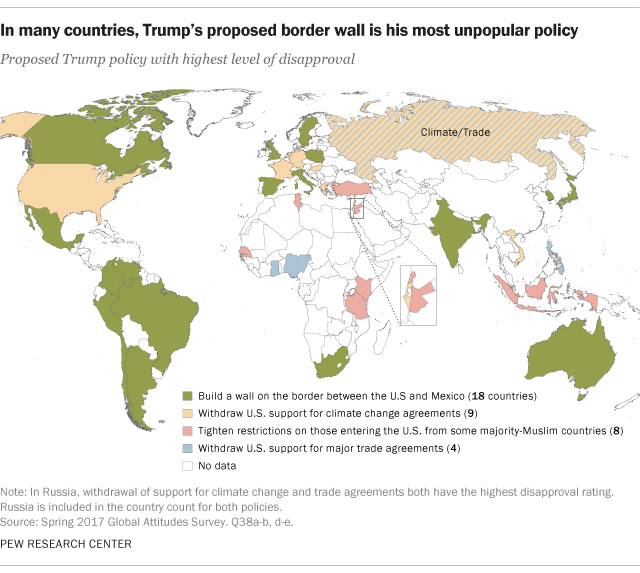 In many countries, Trump's proposed border wall is his most unpopular policy
Proposed Trump policy with highest level of disapproval
Climate/Trade
Build a wall on the border between the U.S and Mexico (18 countries)
Withdraw U.S. support for climate change agreements (9)
Tighten restrictions on those entering the U.S. from some majority-Muslim countries (8)
Withdraw U.S. support for major trade agreements (4)
No data
Note: In Russia, withdrawal of support for climate change and trade agreements both have the highest disapproval rating.
Russia is included in the country count for both policies.
Source: Spring 2017 Global Attitudes Survey. Q38a-b, d-e.
PEW RESEARCH CENTER